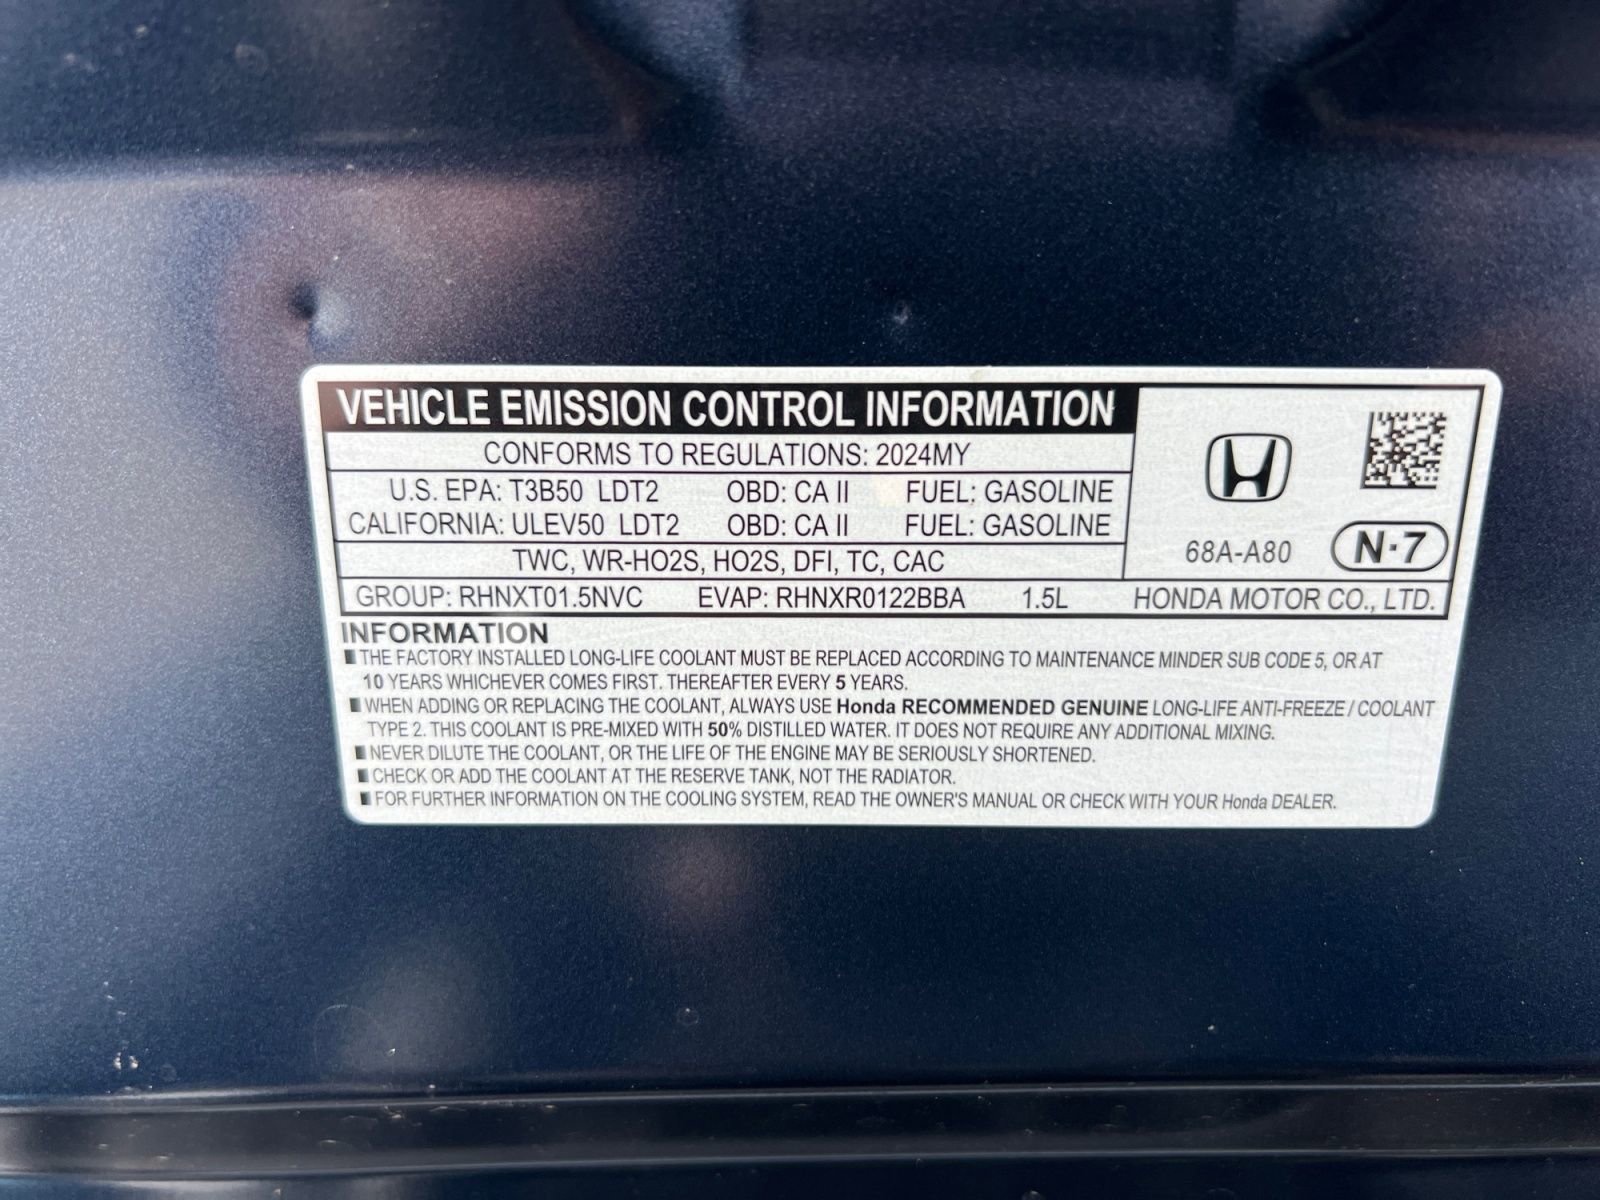 VEHICLE EMISSION CONTROL INFORMATION
CONFORMS TO REGULATIONS: 2024MY
U.S. EPA: T3B50 LDT2 OBD: CA II FUEL: GASOLINE
CALIFORNIA: ULEV50 LDT2 OBD: CA II FUEL: GASOLINE
TWC, WR-HO2S, HO2S, DFI, TC, CAC
68A-A80 N·7
GROUP: RHNXT01.5NVC EVAP: RHNXR0122BBA 1.5L HONDA MOTOR CO., LTD.
INFORMATION
■ THE FACTORY INSTALLED LONG-LIFE COOLANT MUST BE REPLACED ACCORDING TO MAINTENANCE MINDER SUB CODE 5, OR AT
10 YEARS WHICHEVER COMES FIRST. THEREAFTER EVERY 5 YEARS.
■ WHEN ADDING OR REPLACING THE COOLANT, ALWAYS USE Honda RECOMMENDED GENUINE LONG-LIFE ANTI-FREEZE / COOLANT
TYPE 2. THIS COOLANT IS PRE-MIXED WITH 50% DISTILLED WATER. IT DOES NOT REQUIRE ANY ADDITIONAL MIXING.
■ NEVER DILUTE THE COOLANT, OR THE LIFE OF THE ENGINE MAY BE SERIOUSLY SHORTENED.
■ CHECK OR ADD THE COOLANT AT THE RESERVE TANK, NOT THE RADIATOR.
■ FOR FURTHER INFORMATION ON THE COOLING SYSTEM, READ THE OWNER'S MANUAL OR CHECK WITH YOUR Honda DEALER.